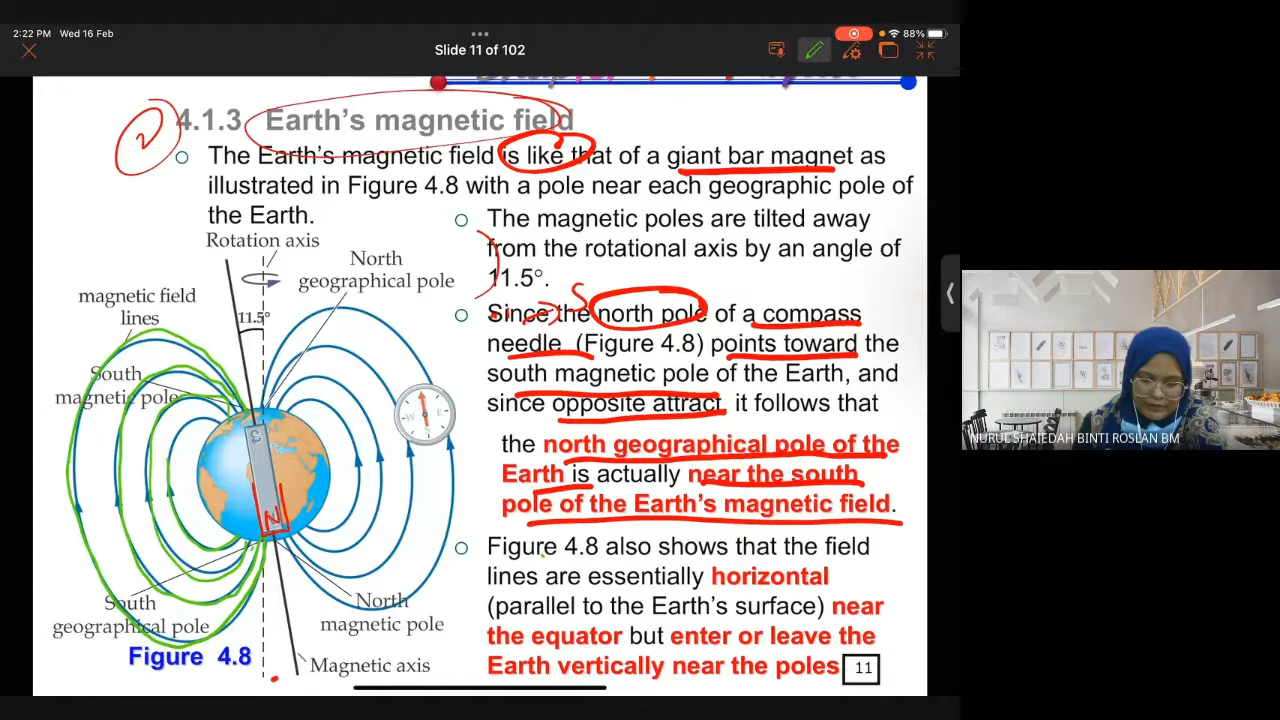 2:22 PM Wed 16 Feb
88%
Slide 11 of 102
2
4.1.3 Earth's magnetic field
The Earth's magnetic field is like that of a giant bar magnet as
illustrated in Figure 4.8 with a pole near each geographic pole of
the Earth.
Rotation axis
North
geographical pole
magnetic field
lines
11.5°
South
magnetic pole
S
N
W
E
S
South
geographical pole
North
magnetic pole
Magnetic axis
Figure 4.8
The magnetic poles are tilted away
from the rotational axis by an angle of
11.5°.
S
Since the north pole of a compass
needle (Figure 4.8) points toward the
south magnetic pole of the Earth, and
since opposite attract, it follows that
the north geographical pole of the
Earth is actually near the south
pole of the Earth's magnetic field.
Figure 4.8 also shows that the field
lines are essentially horizontal
(parallel to the Earth's surface) near
the equator but enter or leave the
Earth vertically near the poles
11
NURUL SHAIEDAH BINTI ROSLAN BM